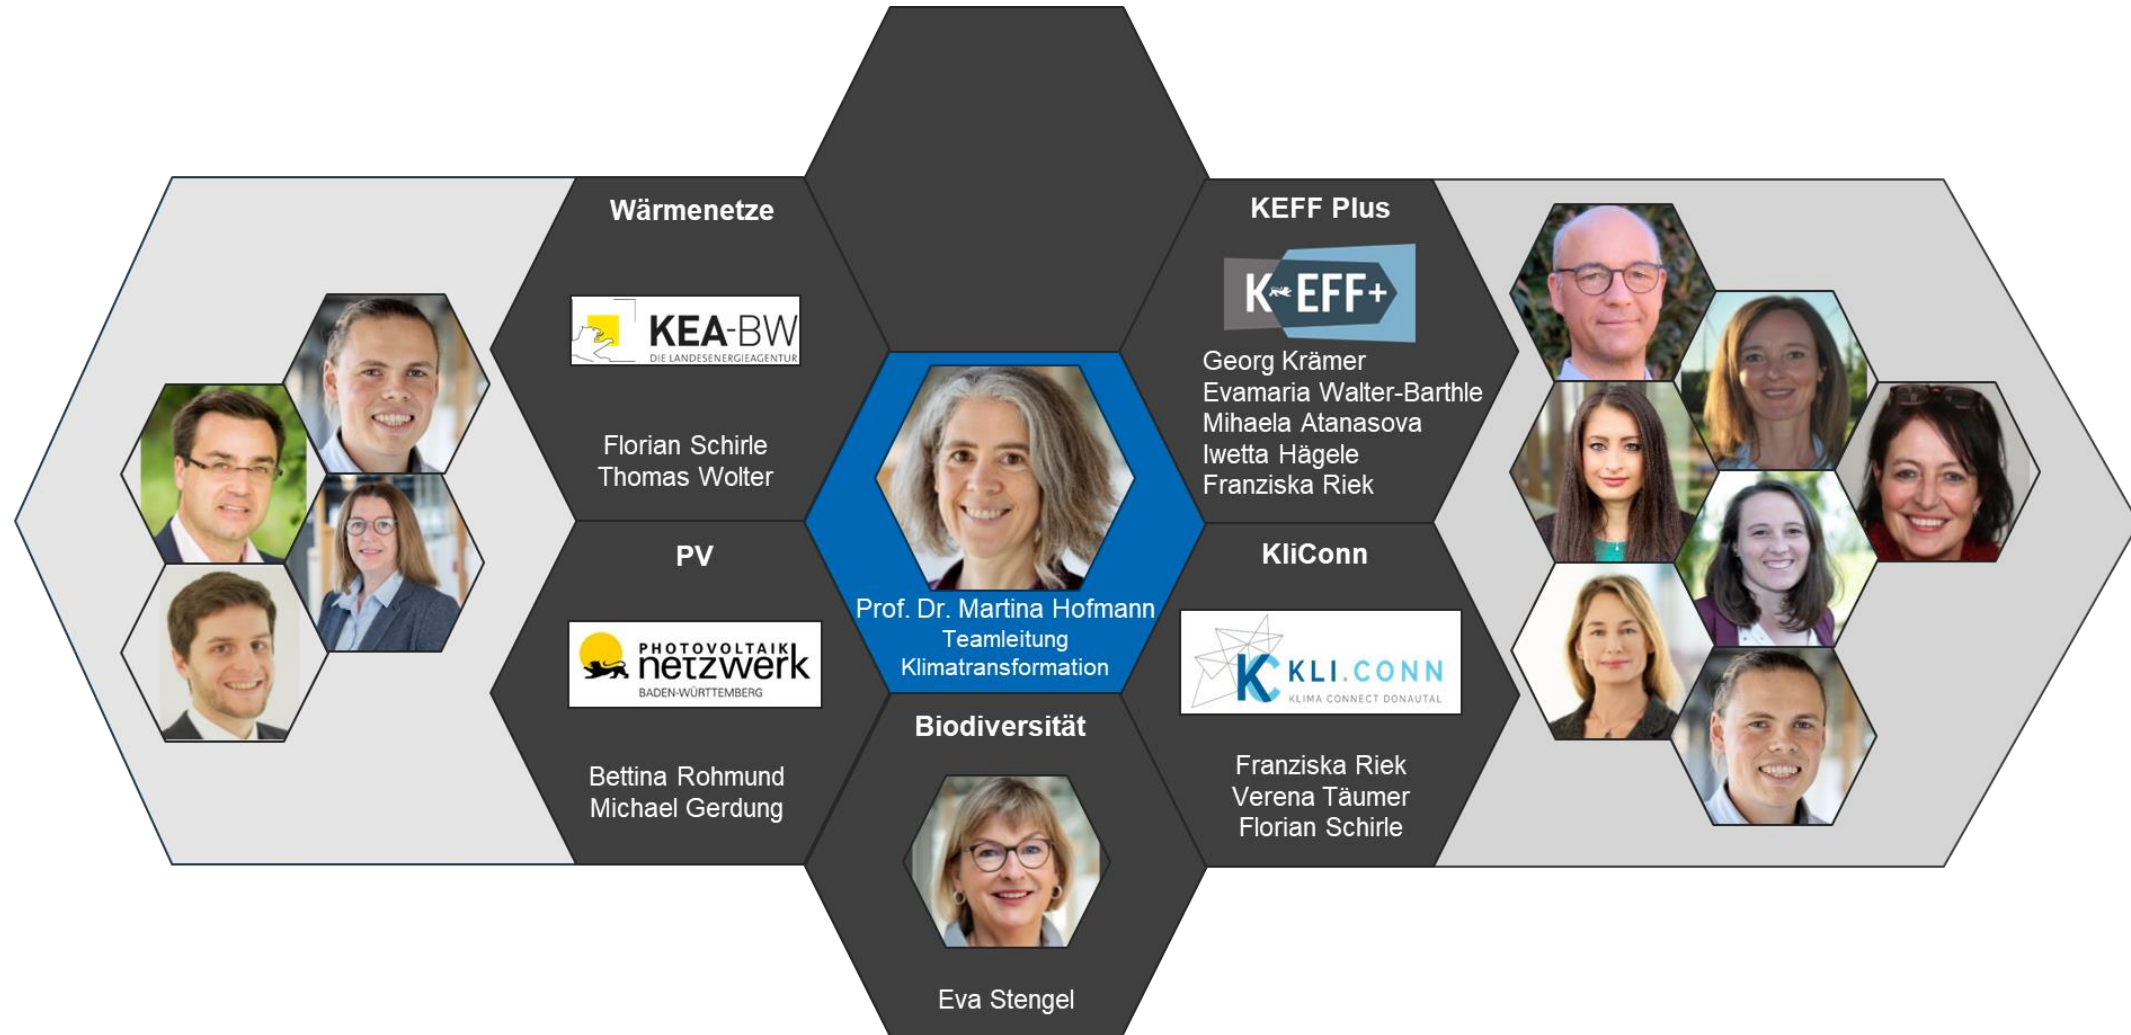 Wärmenetze
KEA-BW
DIE LANDESENERGIEAGENTUR
Florian Schirle
Thomas Wolter
PV
PHOTOVOLTAIK
netzwerk
BADEN-WÜRTTEMBERG
Bettina Rohmund
Michael Gerdung
Prof. Dr. Martina Hofmann
Teamleitung
Klimatransformation
Biodiversität
Eva Stengel
KEFF Plus
K EFF+
Georg Krämer
Evamaria Walter-Barthle
Mihaela Atanasova
Iwetta Hägele
Franziska Riek
KliConn
KC KLI.CONN
KLIMA CONNECT DONAUTAL
Franziska Riek
Verena Täumer
Florian Schirle